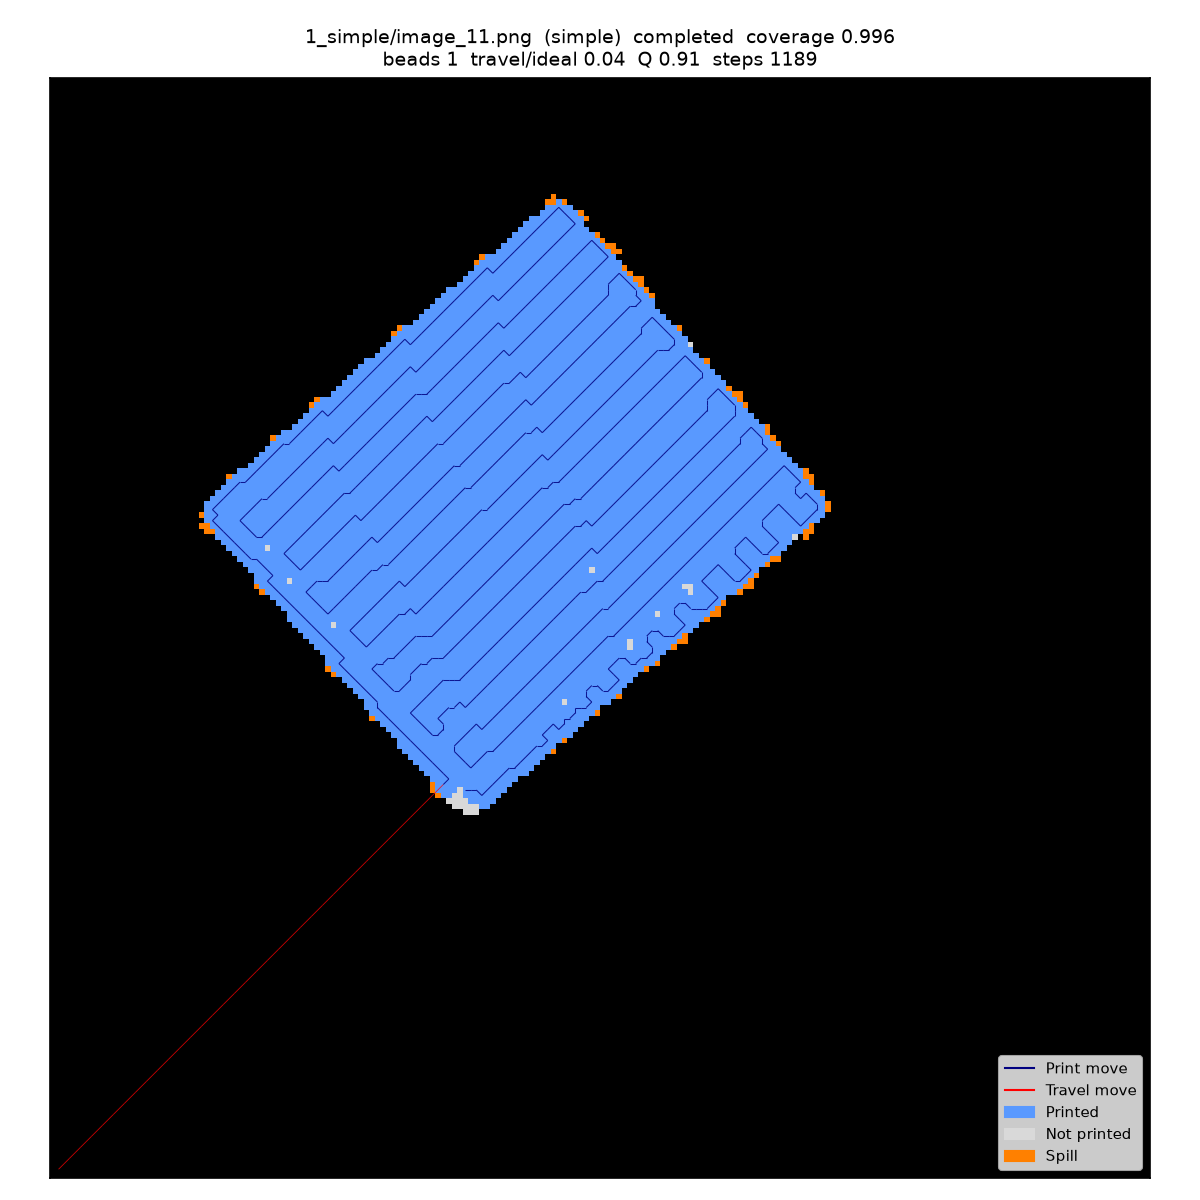 1_simple/image_11.png  (simple)  completed  coverage 0.996
beads 1  travel/ideal 0.04  Q 0.91  steps 1189
Print move
Travel move
Printed
Not printed
Spill